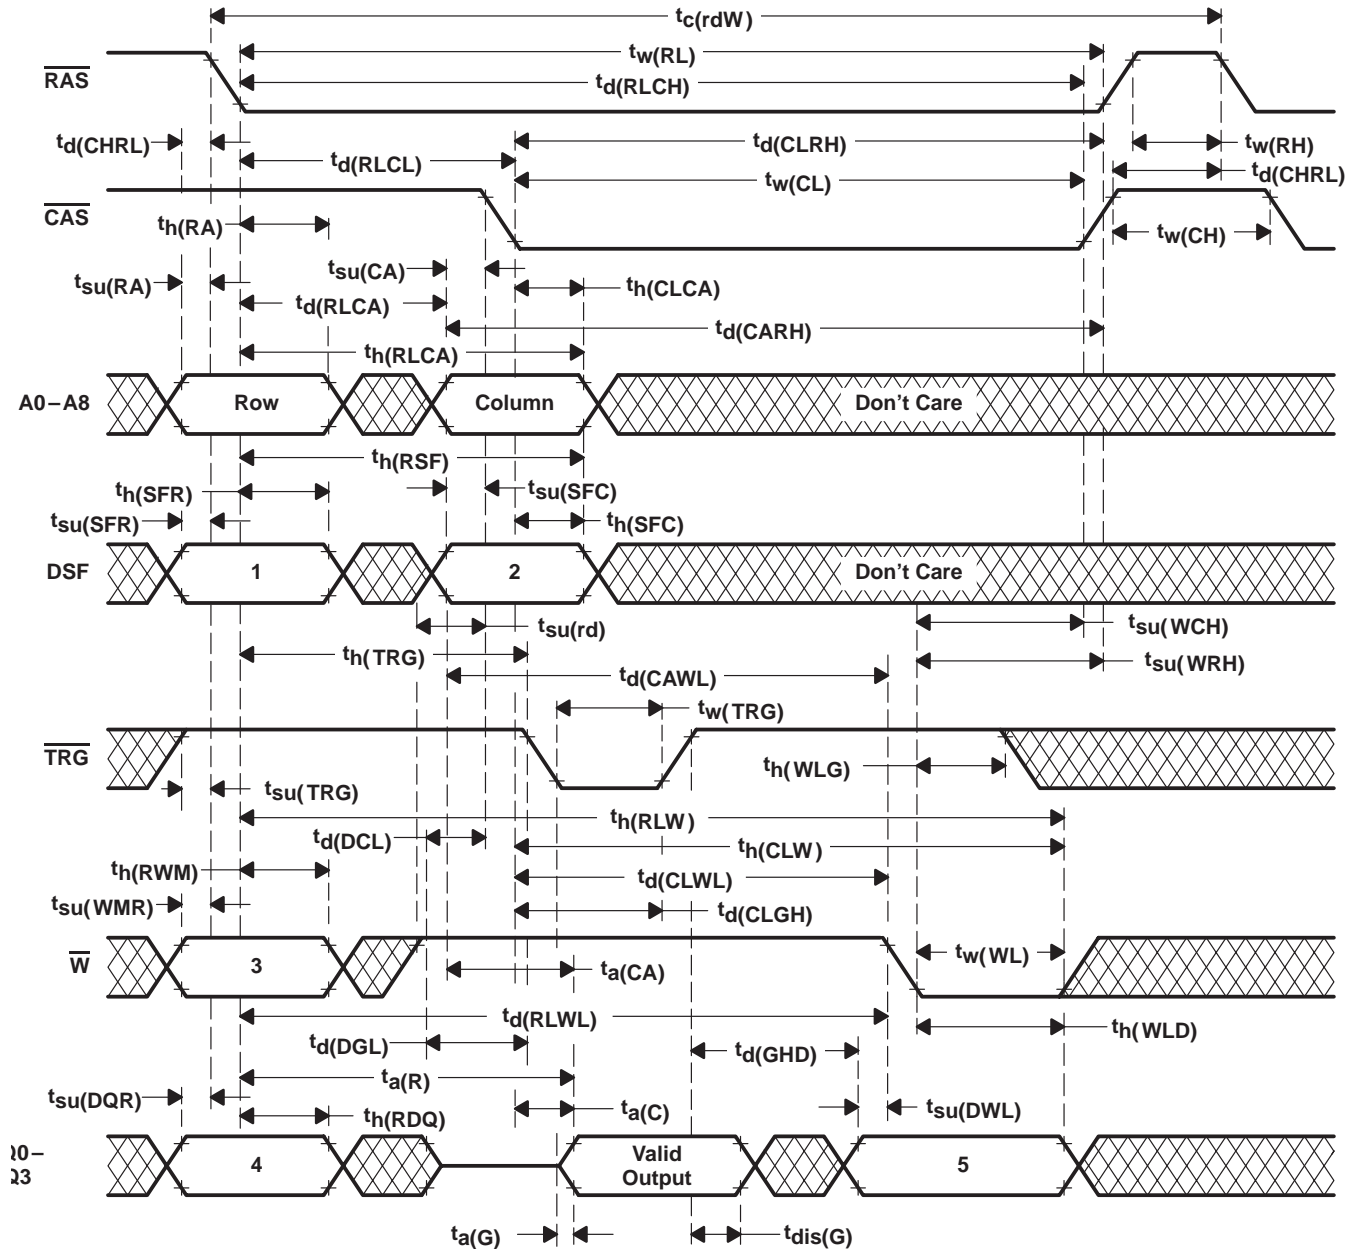 tc(rdW)
tw(RL)
RAS
td(RLCH)
td(CHRL)
td(RLCL)
td(CLRH)
tw(RH)
td(CHRL)
tw(CL)
CAS
th(RA)
tw(CH)
tsu(RA)
tsu(CA)
th(CLCA)
td(RLCA)
td(CARH)
th(RLCA)
A0–A8
Row
Column
Don't Care
th(RSF)
th(SFR)
tsu(SFC)
tsu(SFR)
th(SFC)
DSF
1
2
Don't Care
tsu(rd)
tsu(WCH)
th(TRG)
tsu(WRH)
td(CAWL)
tw(TRG)
TRG
th(WLG)
tsu(TRG)
th(RLW)
td(DCL)
th(CLW)
th(RWM)
td(CLWL)
tsu(WMR)
td(CLGH)
W
3
tw(WL)
ta(CA)
td(RLWL)
th(WLD)
td(DGL)
td(GHD)
ta(R)
tsu(DQR)
th(RDQ)
ta(C)
tsu(DWL)
0–
Q3
4
Valid
Output
5
ta(G)
tdis(G)